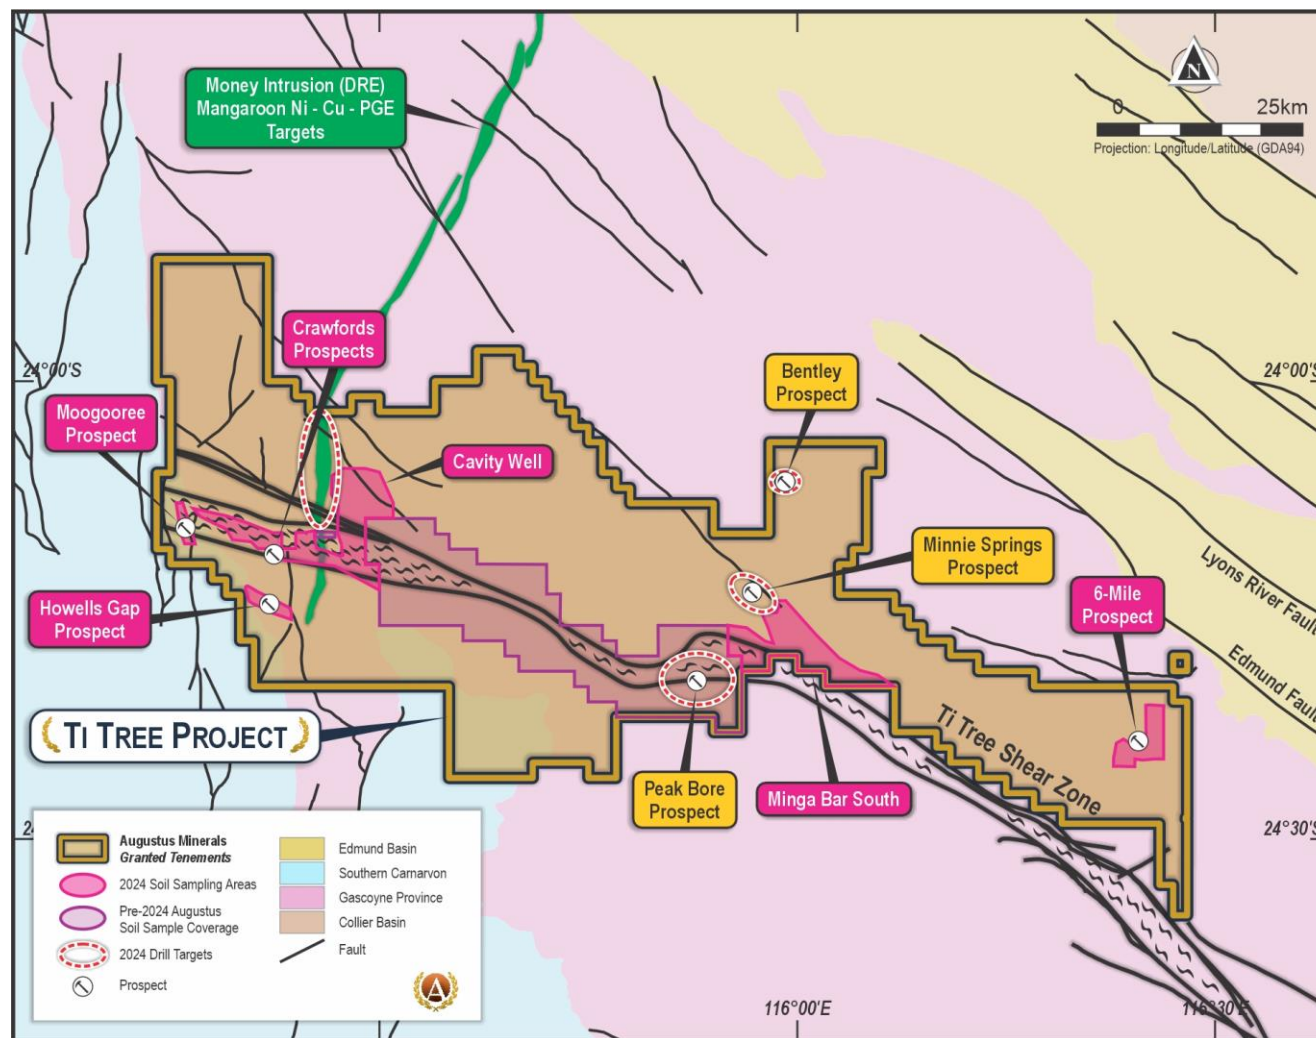 Money Intrusion (DRE)
Mangaroon Ni - Cu - PGE
Targets
N
0 25km
Projection: Longitude/Latitude (GDA94)
Crawfords
Prospects
24°00'S
24°00'S
Bentley
Prospect
Moogooree
Prospect
Cavity Well
Minnie Springs
Prospect
Lyons River Fault
6-Mile
Prospect
Howells Gap
Prospect
Edmund Fault
TI TREE PROJECT
Ti Tree Shear Zone
Peak Bore
Prospect
Minga Bar South
24°30'S
Augustus Minerals
Granted Tenements
2024 Soil Sampling Areas
Pre-2024 Augustus
Soil Sample Coverage
2024 Drill Targets
Prospect
Edmund Basin
Southern Carnarvon
Gascoyne Province
Collier Basin
Fault
A
116°00'E
116°30'E